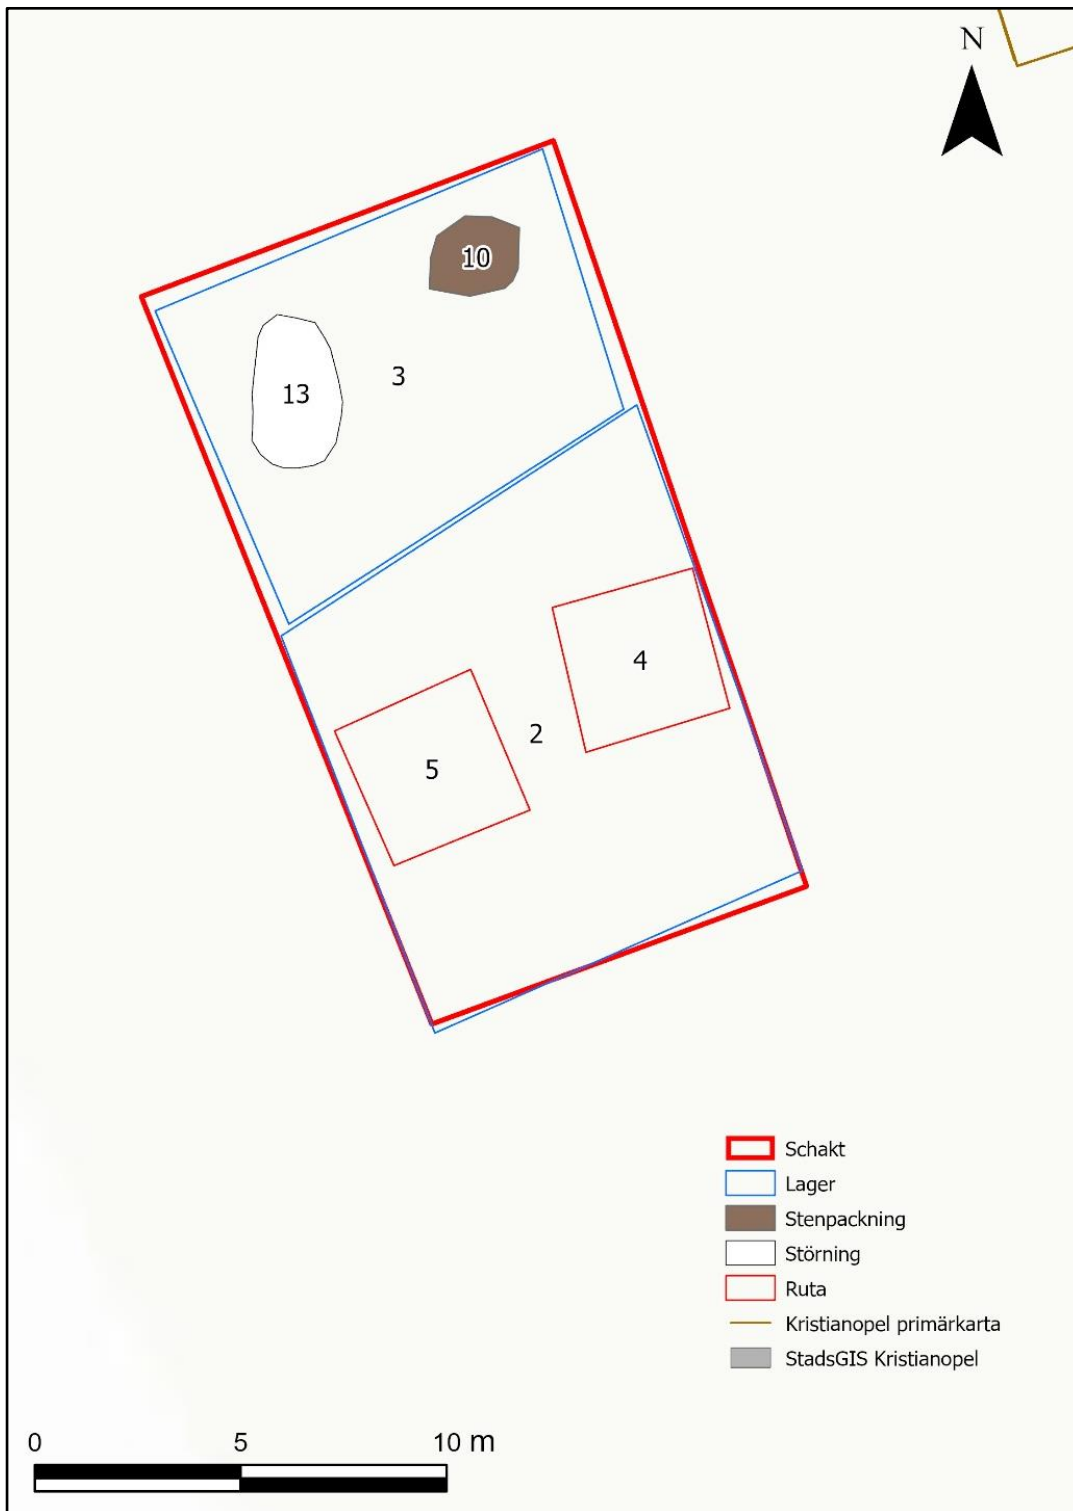 N
10
3
13
4
2
5
Schakt
Lager
Stenpackning
Störning
Ruta
Kristianopel primärkarta
StadsGIS Kristianopel
0 5 10 m